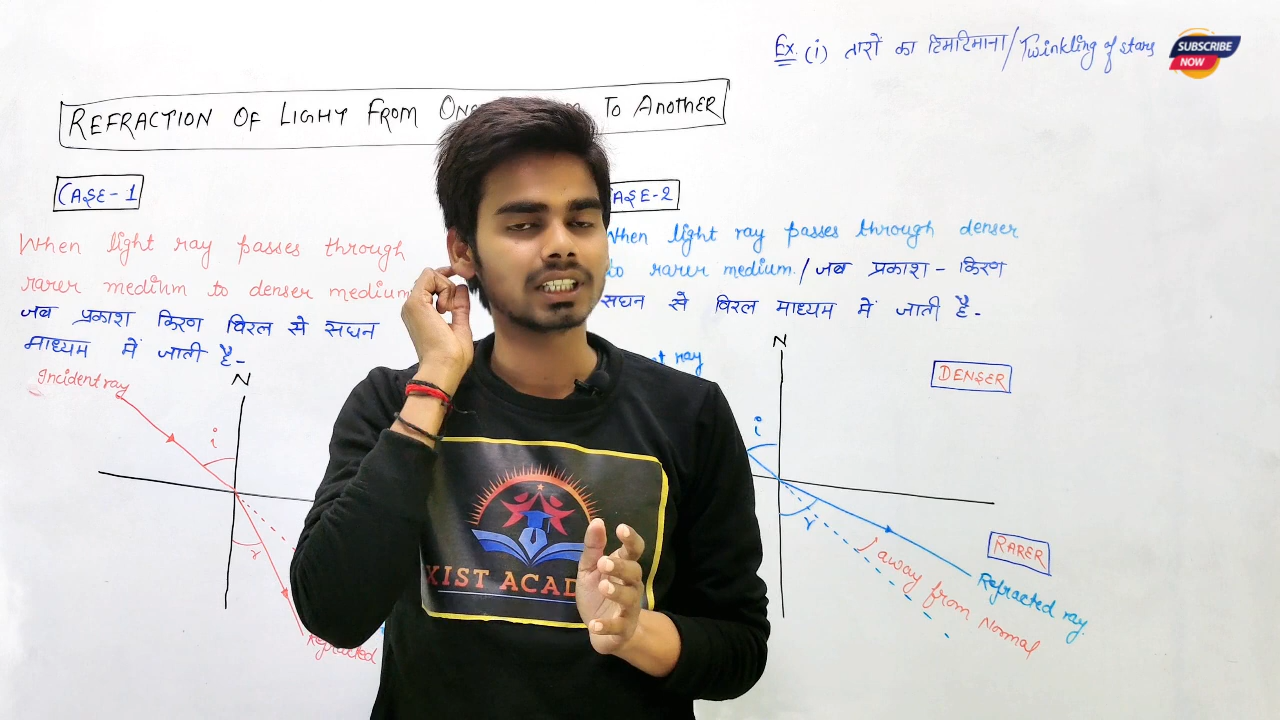 Ex. (i) तारों का टिमटिमाना/Twinkling of stars
SUBSCRIBE
NOW
REFRACTION OF LIGHT FROM TO ANOTHER
CASE-1
When light ray passes through
rarer medium to denser medium
जब प्रकाश किरण विरल से सघन
माध्यम में जाती है-
Incident ray
N
i
r
Refracted
ASE-2
When light ray passes through denser
to rarer medium./जब प्रकाश-किरण
सघन से विरल माध्यम में जाती है-
ray
N
DENSER
i
r
RARER
away from Normal
Refracted ray.
XIST ACAD